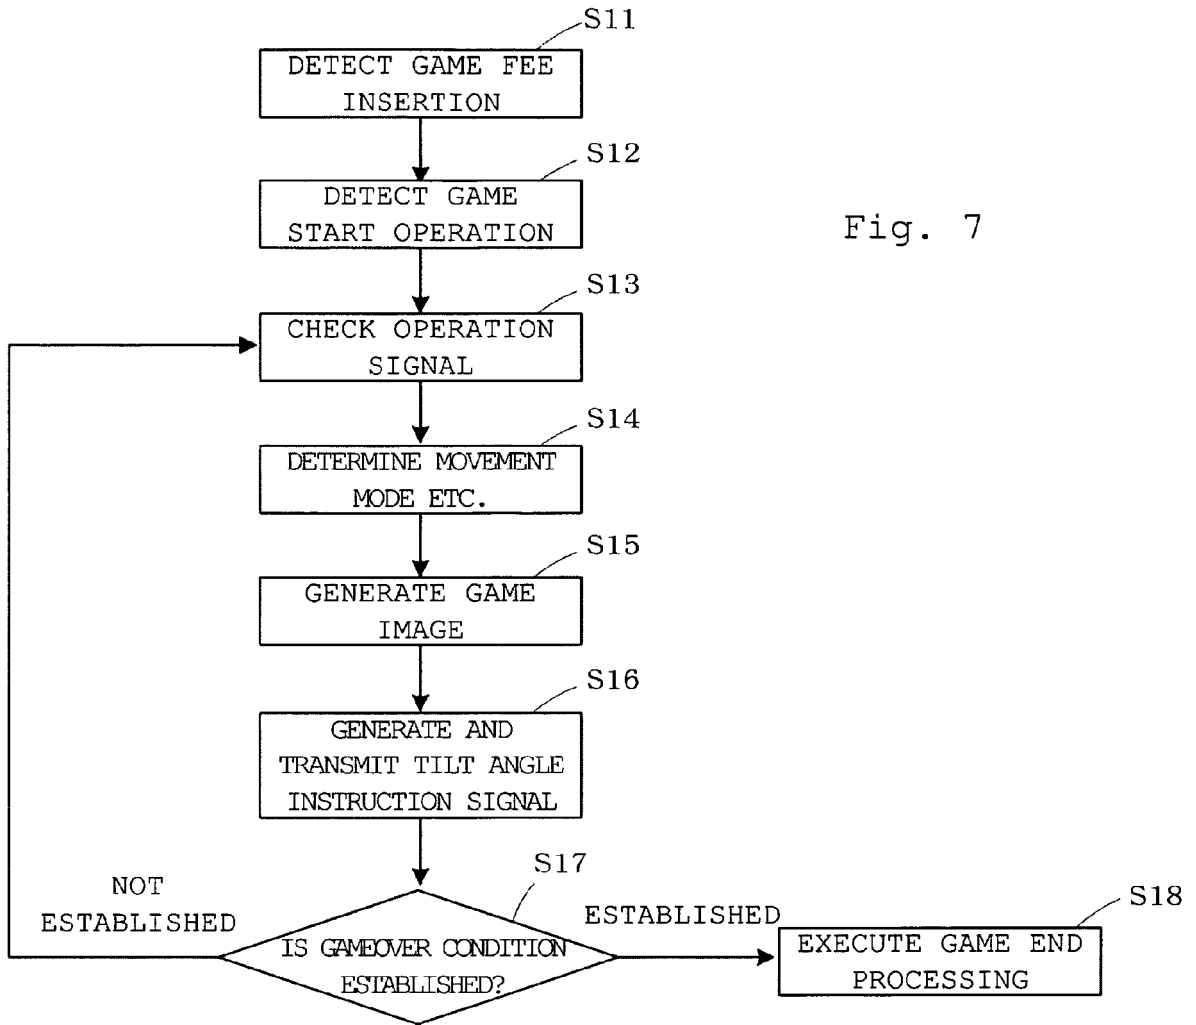 S11
DETECT GAME FEE
INSERTION
S12
DETECT GAME
START OPERATION
Fig. 7
S13
CHECK OPERATION
SIGNAL
S14
DETERMINE MOVEMENT
MODE ETC.
S15
GENERATE GAME
IMAGE
S16
GENERATE AND
TRANSMIT TILT ANGLE
INSTRUCTION SIGNAL
S17
NOT
ESTABLISHED
IS GAMEOVER CONDITION
ESTABLISHED?
ESTABLISHED
S18
EXECUTE GAME END
PROCESSING